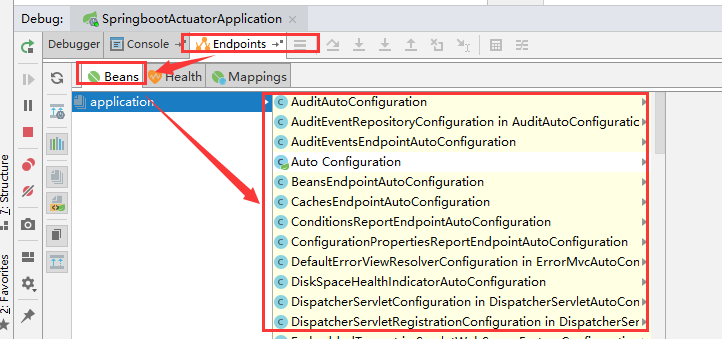 Debug: SpringbootActuatorApplication ×
Debugger Console Endpoints
Beans Health Mappings
application
AuditAutoConfiguration
AuditEventRepositoryConfiguration in AuditAutoConfiguratic
AuditEventsEndpointAutoConfiguration
Auto Configuration
BeansEndpointAutoConfiguration
CachesEndpointAutoConfiguration
ConditionsReportEndpointAutoConfiguration
ConfigurationPropertiesReportEndpointAutoConfiguration
DefaultErrorViewResolverConfiguration in ErrorMvcAutoCon
DiskSpaceHealthIndicatorAutoConfiguration
DispatcherServletConfiguration in DispatcherServletAutoCon
DispatcherServletRegistrationConfiguration in DispatcherSer
7: Structure
2: Favorites